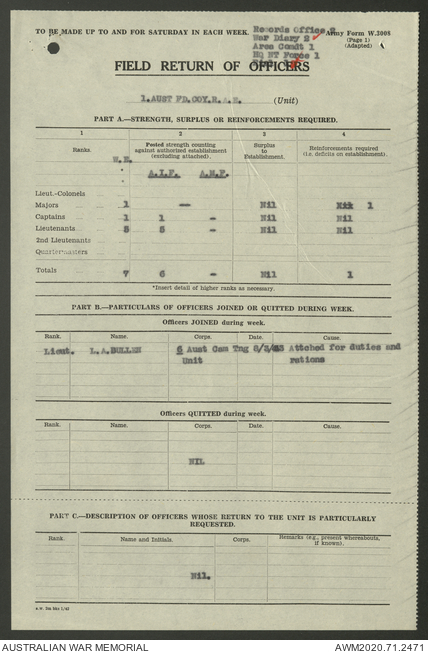 TO BE MADE UP TO AND FOR SATURDAY IN EACH WEEK.
Records Office 2
War Diary 2
Area Comdt 1
HQ NT Force 1
Army Form W.3008
(Page 1)
(Adapted)
FIELD RETURN OF OFFICERS
1.AUST FD.COY.R.A.E. (Unit)
PART A.—STRENGTH, SURPLUS OR REINFORCEMENTS REQUIRED.
1 2 3 4
Ranks. W.E. Posted strength counting against authorized establishment (excluding attached). Surplus to Establishment. Reinforcements required (i.e. deficits on establishment).
A.I.F. A.M.F.
Lieut.-Colonels
Majors 1 — Nil 1
Captains 1 1 - Nil Nil
Lieutenants 5 5 - Nil Nil
2nd Lieutenants
Quartermasters
Totals 7 6 - Nil 1
*Insert detail of higher ranks as necessary.
PART B.—PARTICULARS OF OFFICERS JOINED OR QUITTED DURING WEEK.
Officers JOINED during week.
Rank. Name. Corps. Date. Cause.
Lieut. L.A.BULLEN 6 Aust Cam Tng Attched for duties and
Unit rations
Officers QUITTED during week.
Rank. Name. Corps. Date. Cause.
NIL
PART C.—DESCRIPTION OF OFFICERS WHOSE RETURN TO THE UNIT IS PARTICULARLY
REQUESTED.
Rank. Name and Initials. Corps. Remarks (e.g., present whereabouts, if known).
Nil.
AUSTRALIAN WAR MEMORIAL
AWM2020.71.2471